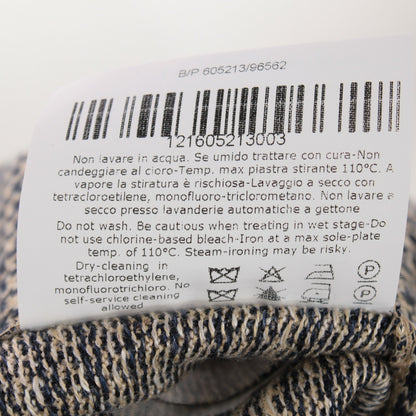 B/P 605213/96562
121605213003
Non lavare in acqua. Se umido trattare con cura-Non
candeggiare al cloro-Temp. max piastra stirante 110°C. A
vapore la stiratura è rischiosa-Lavaggio a secco con
tetracloroetilene, monofluoro-triclorometano. Non lavare a
secco presso lavanderie automatiche a gettone
Do not wash. Be cautious when treating in wet stage-Do
not use chlorine-based bleach-Iron at a max sole-plate
temp. of 110°C. Steam-ironing may be risky.
Dry-cleaning in
tetrachloroethylene,
monofluorotrichloro. No
self-service cleaning
allowed
P
P